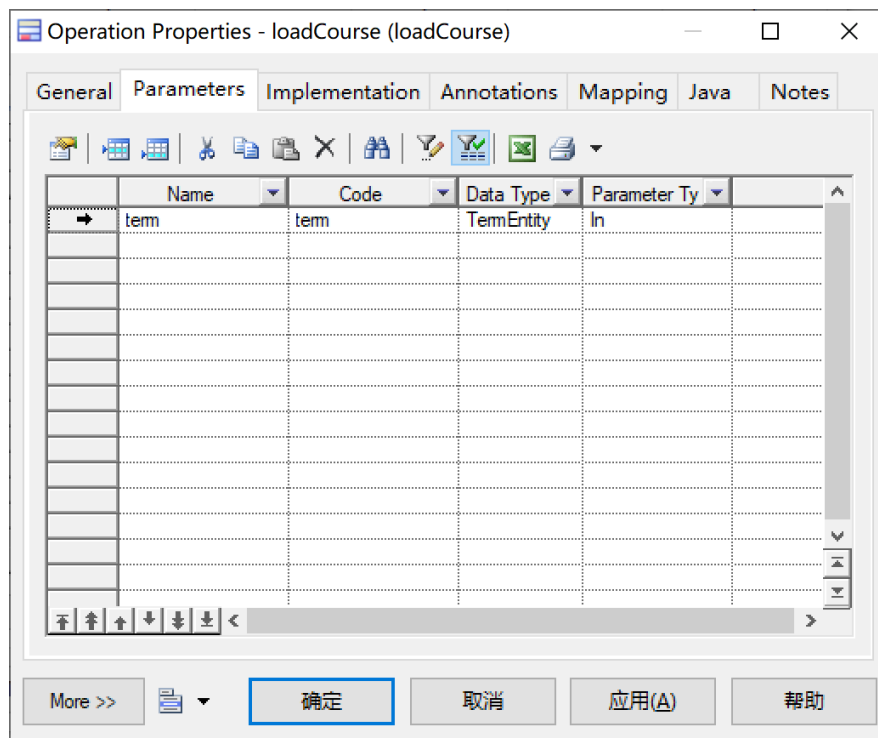 Operation Properties - loadCourse (loadCourse)
General Parameters Implementation Annotations Mapping Java Notes
Name Code Data Type Parameter Ty
term term TermEntity In
More >> 确定 取消 应用(A) 帮助